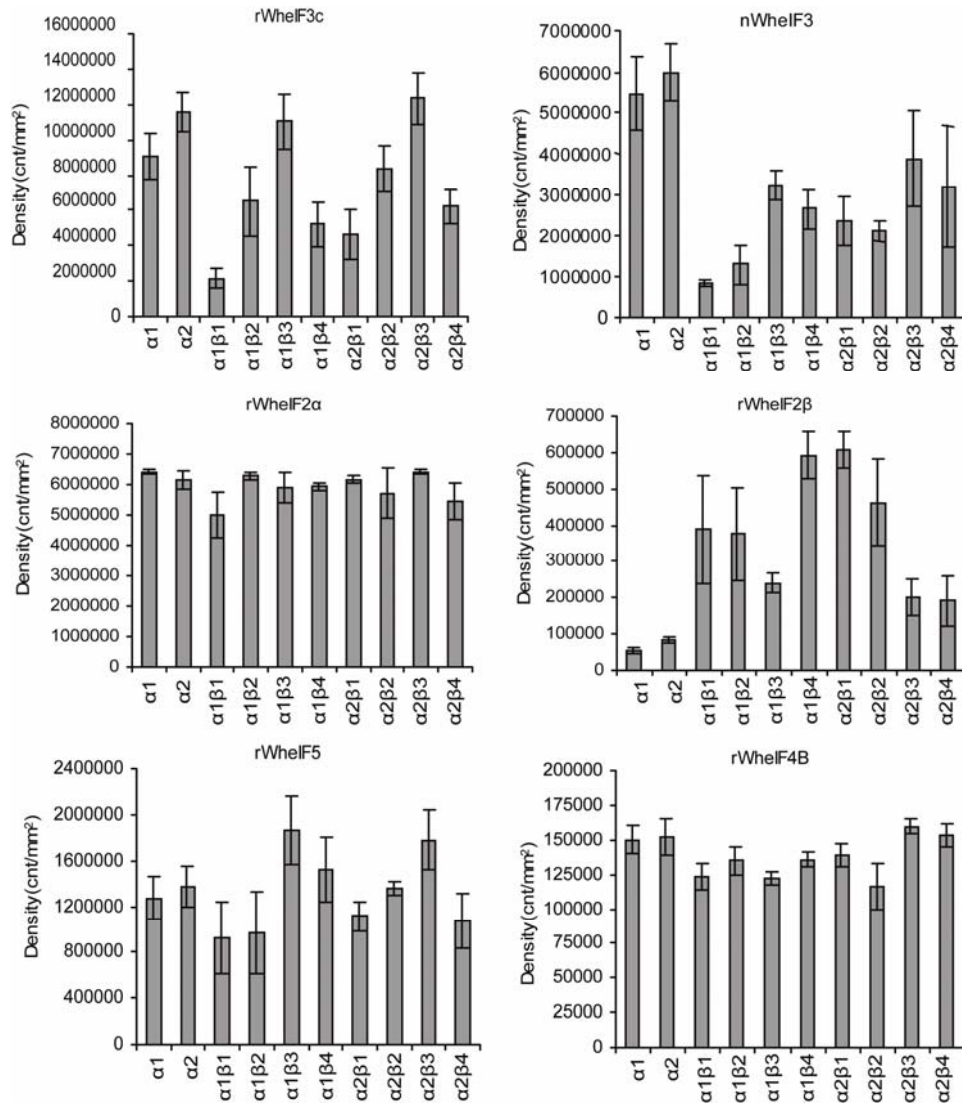 rWheIF3c
Density(cnt/mm²)
16000000
14000000
12000000
10000000
8000000
6000000
4000000
2000000
0
α1
α2
α1β1
α1β2
α1β3
α1β4
α2β1
α2β2
α2β3
α2β4
nWheIF3
Density(cnt/mm²)
7000000
6000000
5000000
4000000
3000000
2000000
1000000
0
α1
α2
α1β1
α1β2
α1β3
α1β4
α2β1
α2β2
α2β3
α2β4
rWheIF2α
Density(cnt/mm²)
8000000
7000000
6000000
5000000
4000000
3000000
2000000
1000000
0
α1
α2
α1β1
α1β2
α1β3
α1β4
α2β1
α2β2
α2β3
α2β4
rWheIF2β
Density(cnt/mm²)
700000
600000
500000
400000
300000
200000
100000
0
α1
α2
α1β1
α1β2
α1β3
α1β4
α2β1
α2β2
α2β3
α2β4
rWheIF5
Density(cnt/mm²)
2400000
2000000
1600000
1200000
800000
400000
0
α1
α2
α1β1
α1β2
α1β3
α1β4
α2β1
α2β2
α2β3
α2β4
rWheIF4B
Density(cnt/mm²)
200000
175000
150000
125000
100000
75000
50000
25000
0
α1
α2
α1β1
α1β2
α1β3
α1β4
α2β1
α2β2
α2β3
α2β4